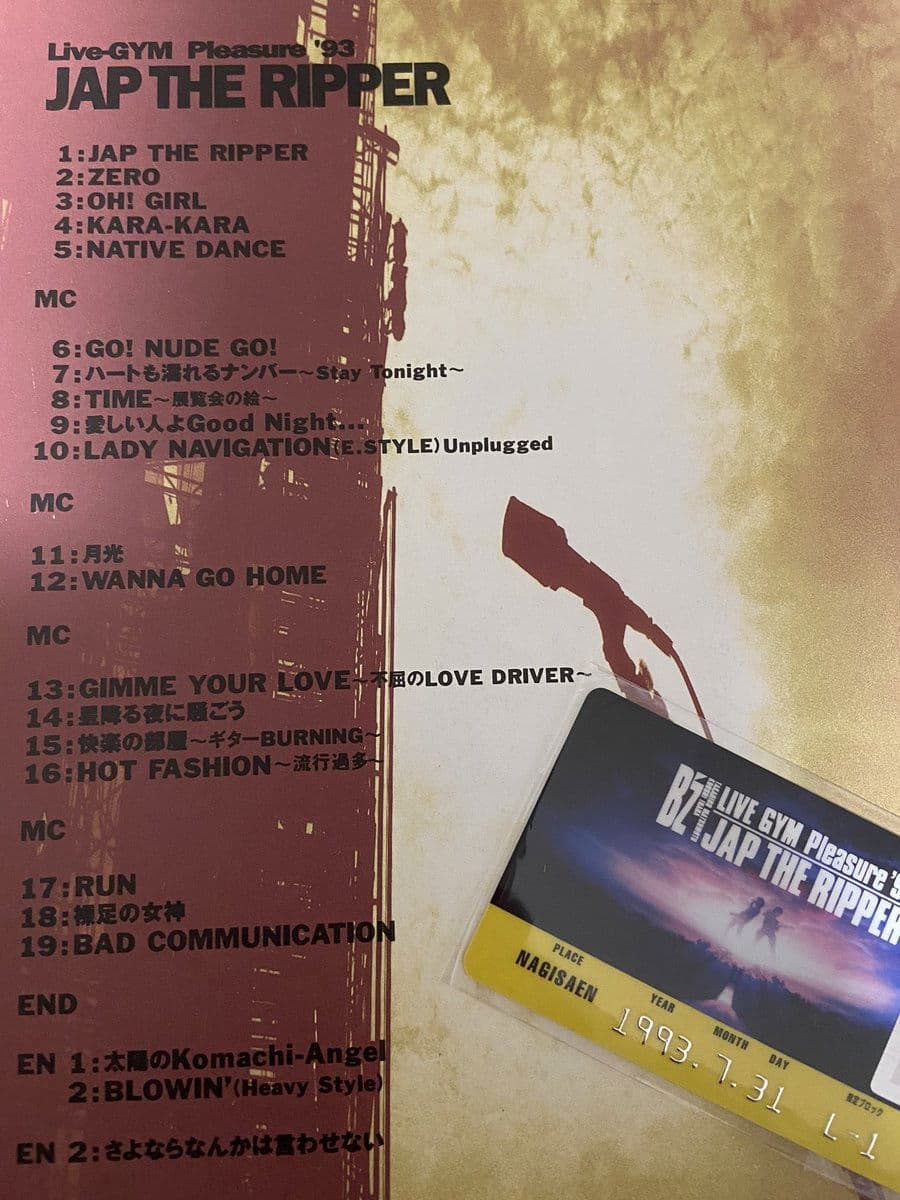 Live-GYM Pleasure '93
JAP THE RIPPER
1:JAP THE RIPPER
2:ZERO
3:OH! GIRL
4:KARA-KARA
5:NATIVE DANCE
MC
6:GO! NUDE GO!
7:ハートも濡れるナンバー～Stay Tonight～
8:TIME～展覧会の絵～
9:愛しい人よGood Night...
10:LADY NAVIGATION(E.STYLE)Unplugged
MC
11:月光
12:WANNA GO HOME
MC
13:GIMME YOUR LOVE～不屈のLOVE DRIVER～
14:星降る夜に騒ごう
15:快楽の部屋～ギターBURNING～
16:HOT FASHION～流行過多～
MC
17:RUN
18:裸足の女神
19:BAD COMMUNICATION
END
EN 1:太陽のKomachi-Angel
2:BLOWIN'(Heavy Style)
EN 2:さよならなんかは言わせない
B'z
LIVE GYM Pleasure '9
JAP THE RIPPER
PLACE
NAGISAEN
YEAR MONTH DAY
1993.7.31
L-1